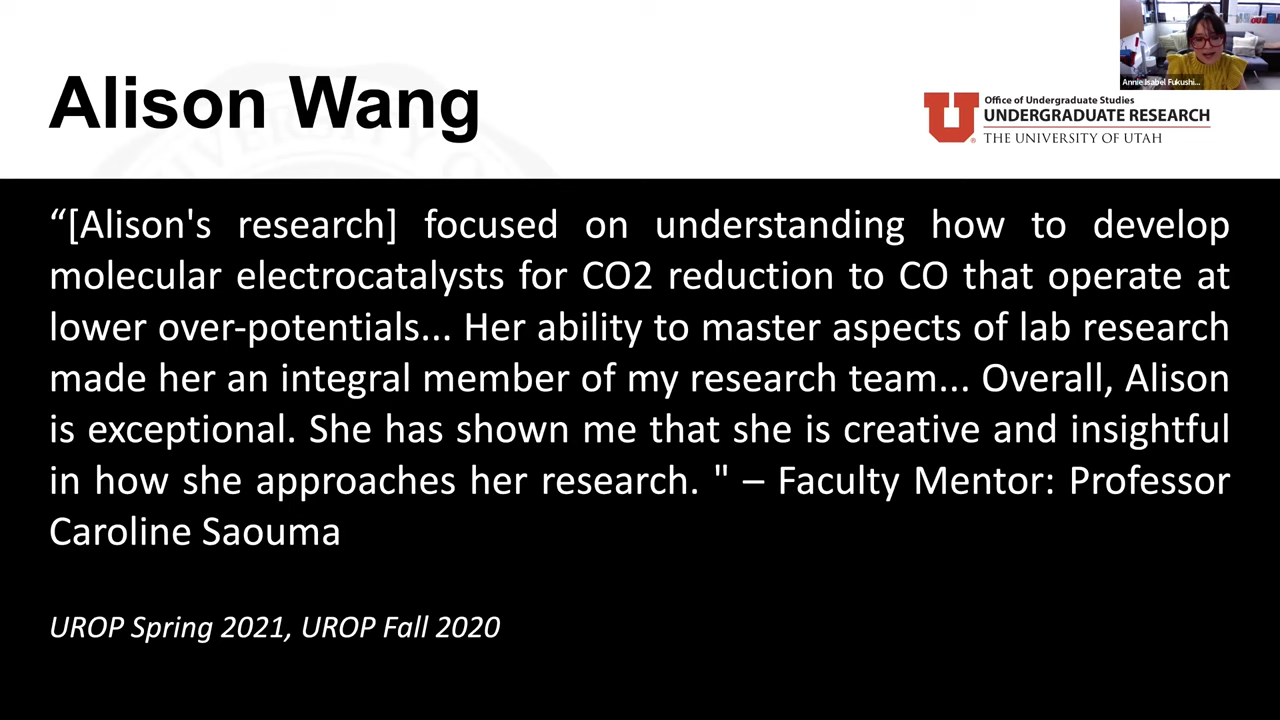 Alison Wang
Annie Isabel Fukushi...
Office of Undergraduate Studies
UNDERGRADUATE RESEARCH
THE UNIVERSITY OF UTAH
“[Alison's research] focused on understanding how to develop
molecular electrocatalysts for CO2 reduction to CO that operate at
lower over-potentials... Her ability to master aspects of lab research
made her an integral member of my research team... Overall, Alison
is exceptional. She has shown me that she is creative and insightful
in how she approaches her research. " – Faculty Mentor: Professor
Caroline Saouma
UROP Spring 2021, UROP Fall 2020